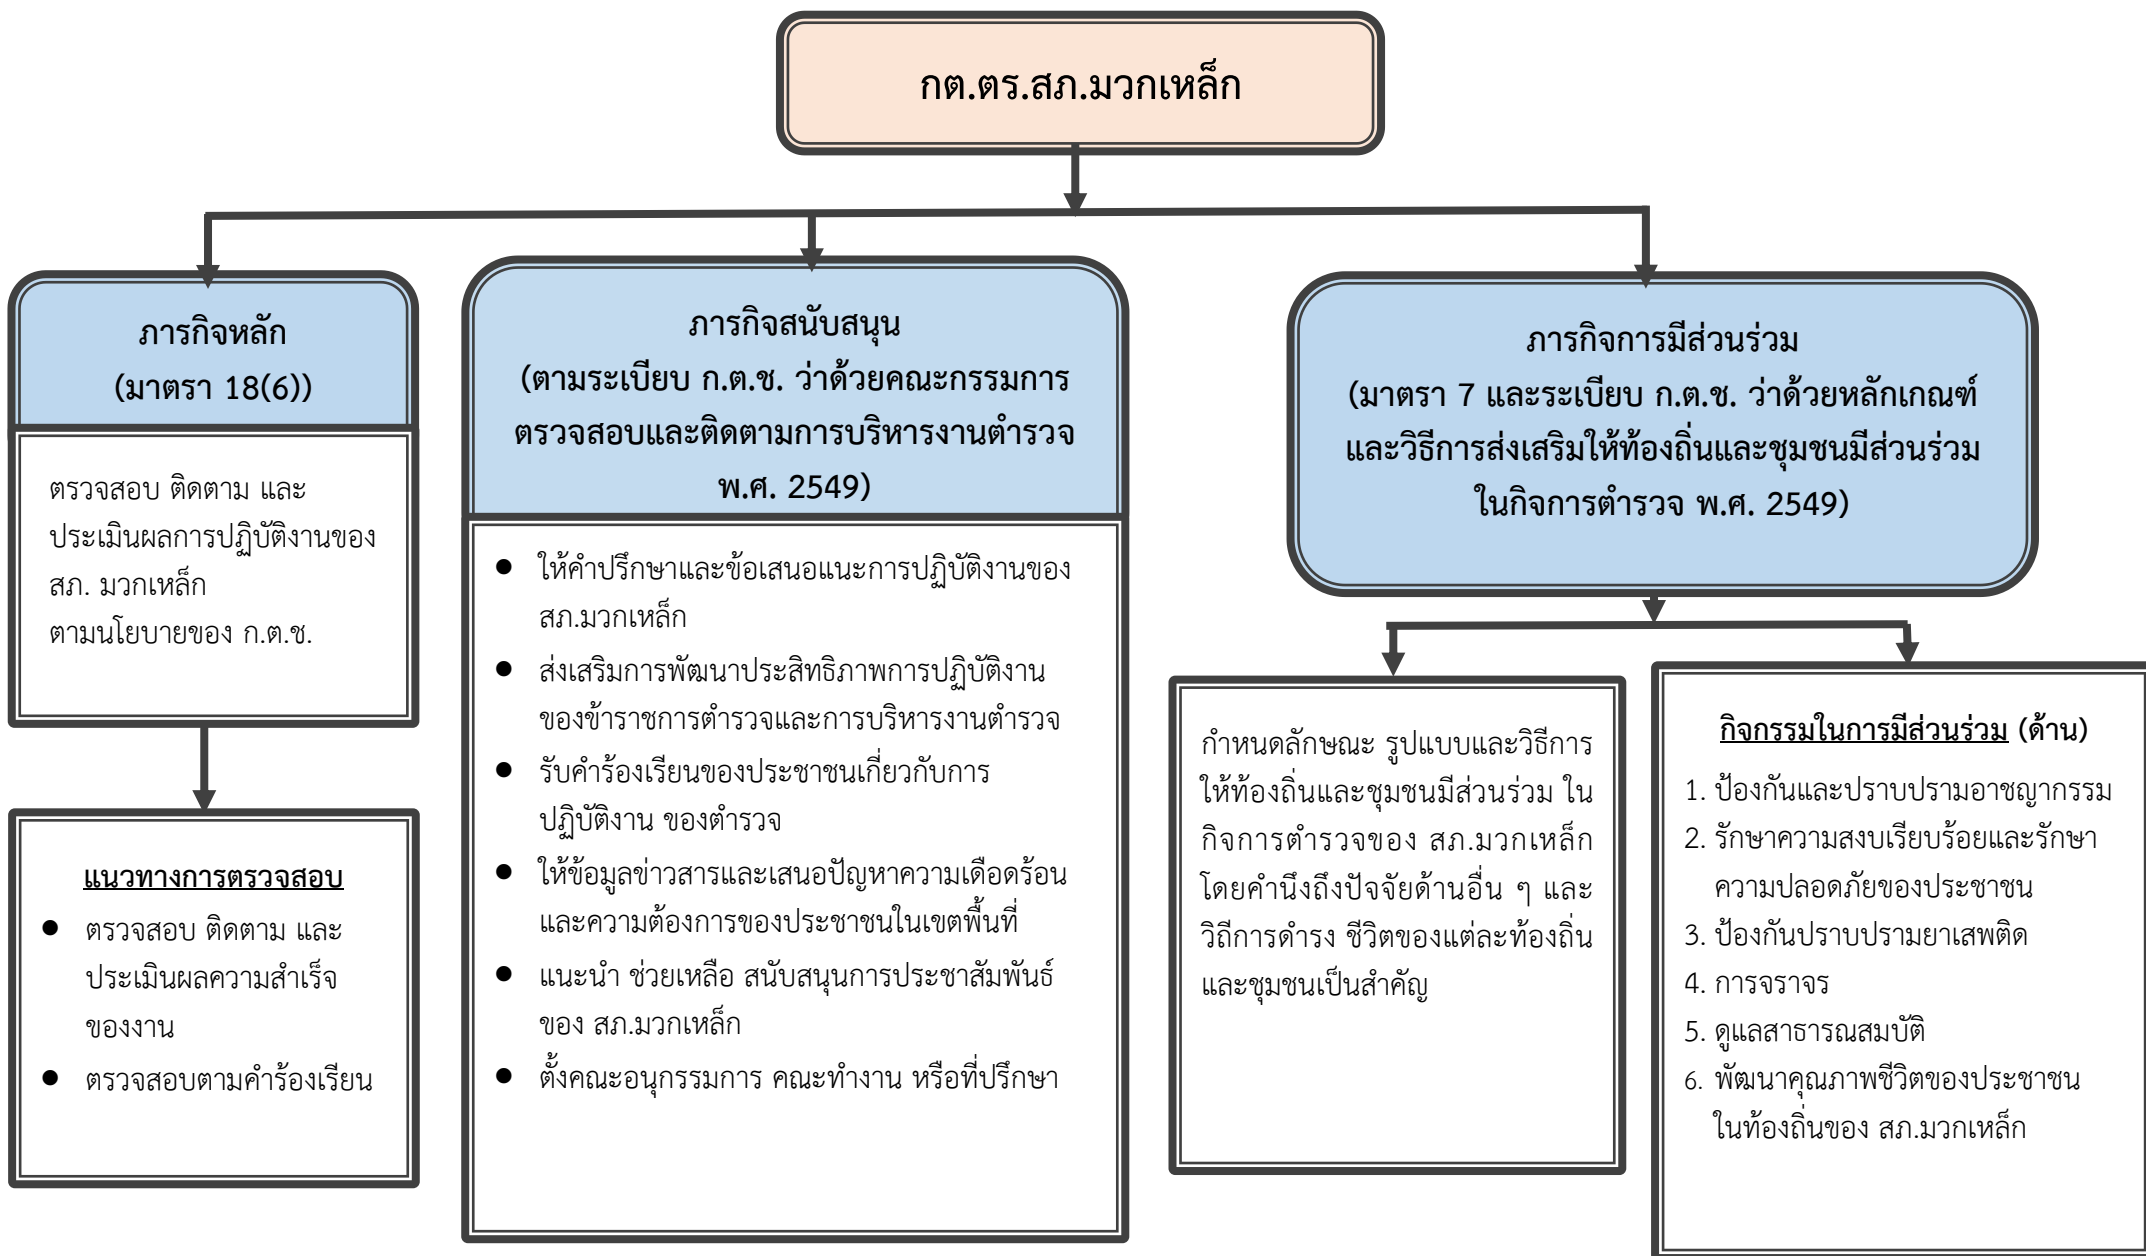 กต.ตร.สภ.มวกเหล็ก
ภารกิจหลัก
(มาตรา 18(6))
ตรวจสอบ ติดตาม และ
ประเมินผลการปฏิบัติงานของ
สภ. มวกเหล็ก
ตามนโยบายของ ก.ต.ช.
แนวทางการตรวจสอบ
● ตรวจสอบ ติดตาม และ
ประเมินผลความสำเร็จ
ของงาน
● ตรวจสอบตามคำร้องเรียน
ภารกิจสนับสนุน
(ตามระเบียบ ก.ต.ช. ว่าด้วยคณะกรรมการ
ตรวจสอบและติดตามการบริหารงานตำรวจ
พ.ศ. 2549)
● ให้คำปรึกษาและข้อเสนอแนะการปฏิบัติงานของ
สภ.มวกเหล็ก
● ส่งเสริมการพัฒนาประสิทธิภาพการปฏิบัติงาน
ของข้าราชการตำรวจและการบริหารงานตำรวจ
● รับคำร้องเรียนของประชาชนเกี่ยวกับการ
ปฏิบัติงาน ของตำรวจ
● ให้ข้อมูลข่าวสารและเสนอปัญหาความเดือดร้อน
และความต้องการของประชาชนในเขตพื้นที่
● แนะนำ ช่วยเหลือ สนับสนุนการประชาสัมพันธ์
ของ สภ.มวกเหล็ก
● ตั้งคณะอนุกรรมการ คณะทำงาน หรือที่ปรึกษา
ภารกิจการมีส่วนร่วม
(มาตรา 7 และระเบียบ ก.ต.ช. ว่าด้วยหลักเกณฑ์
และวิธีการส่งเสริมให้ท้องถิ่นและชุมชนมีส่วนร่วม
ในกิจการตำรวจ พ.ศ. 2549)
กำหนดลักษณะ รูปแบบและวิธีการ
ให้ท้องถิ่นและชุมชนมีส่วนร่วม ใน
กิจการตำรวจของ สภ.มวกเหล็ก
โดยคำนึงถึงปัจจัยด้านอื่น ๆ และ
วิถีการดำรง ชีวิตของแต่ละท้องถิ่น
และชุมชนเป็นสำคัญ
กิจกรรมในการมีส่วนร่วม (ด้าน)
1. ป้องกันและปราบปรามอาชญากรรม
2. รักษาความสงบเรียบร้อยและรักษา
ความปลอดภัยของประชาชน
3. ป้องกันปราบปรามยาเสพติด
4. การจราจร
5. ดูแลสาธารณสมบัติ
6. พัฒนาคุณภาพชีวิตของประชาชน
ในท้องถิ่นของ สภ.มวกเหล็ก